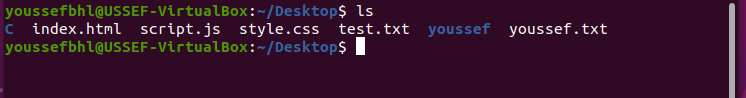 youssefbhl@USSEF-VirtualBox:~/Desktop$ ls
C  index.html  script.js  style.css  test.txt  youssef  youssef.txt
youssefbhl@USSEF-VirtualBox:~/Desktop$